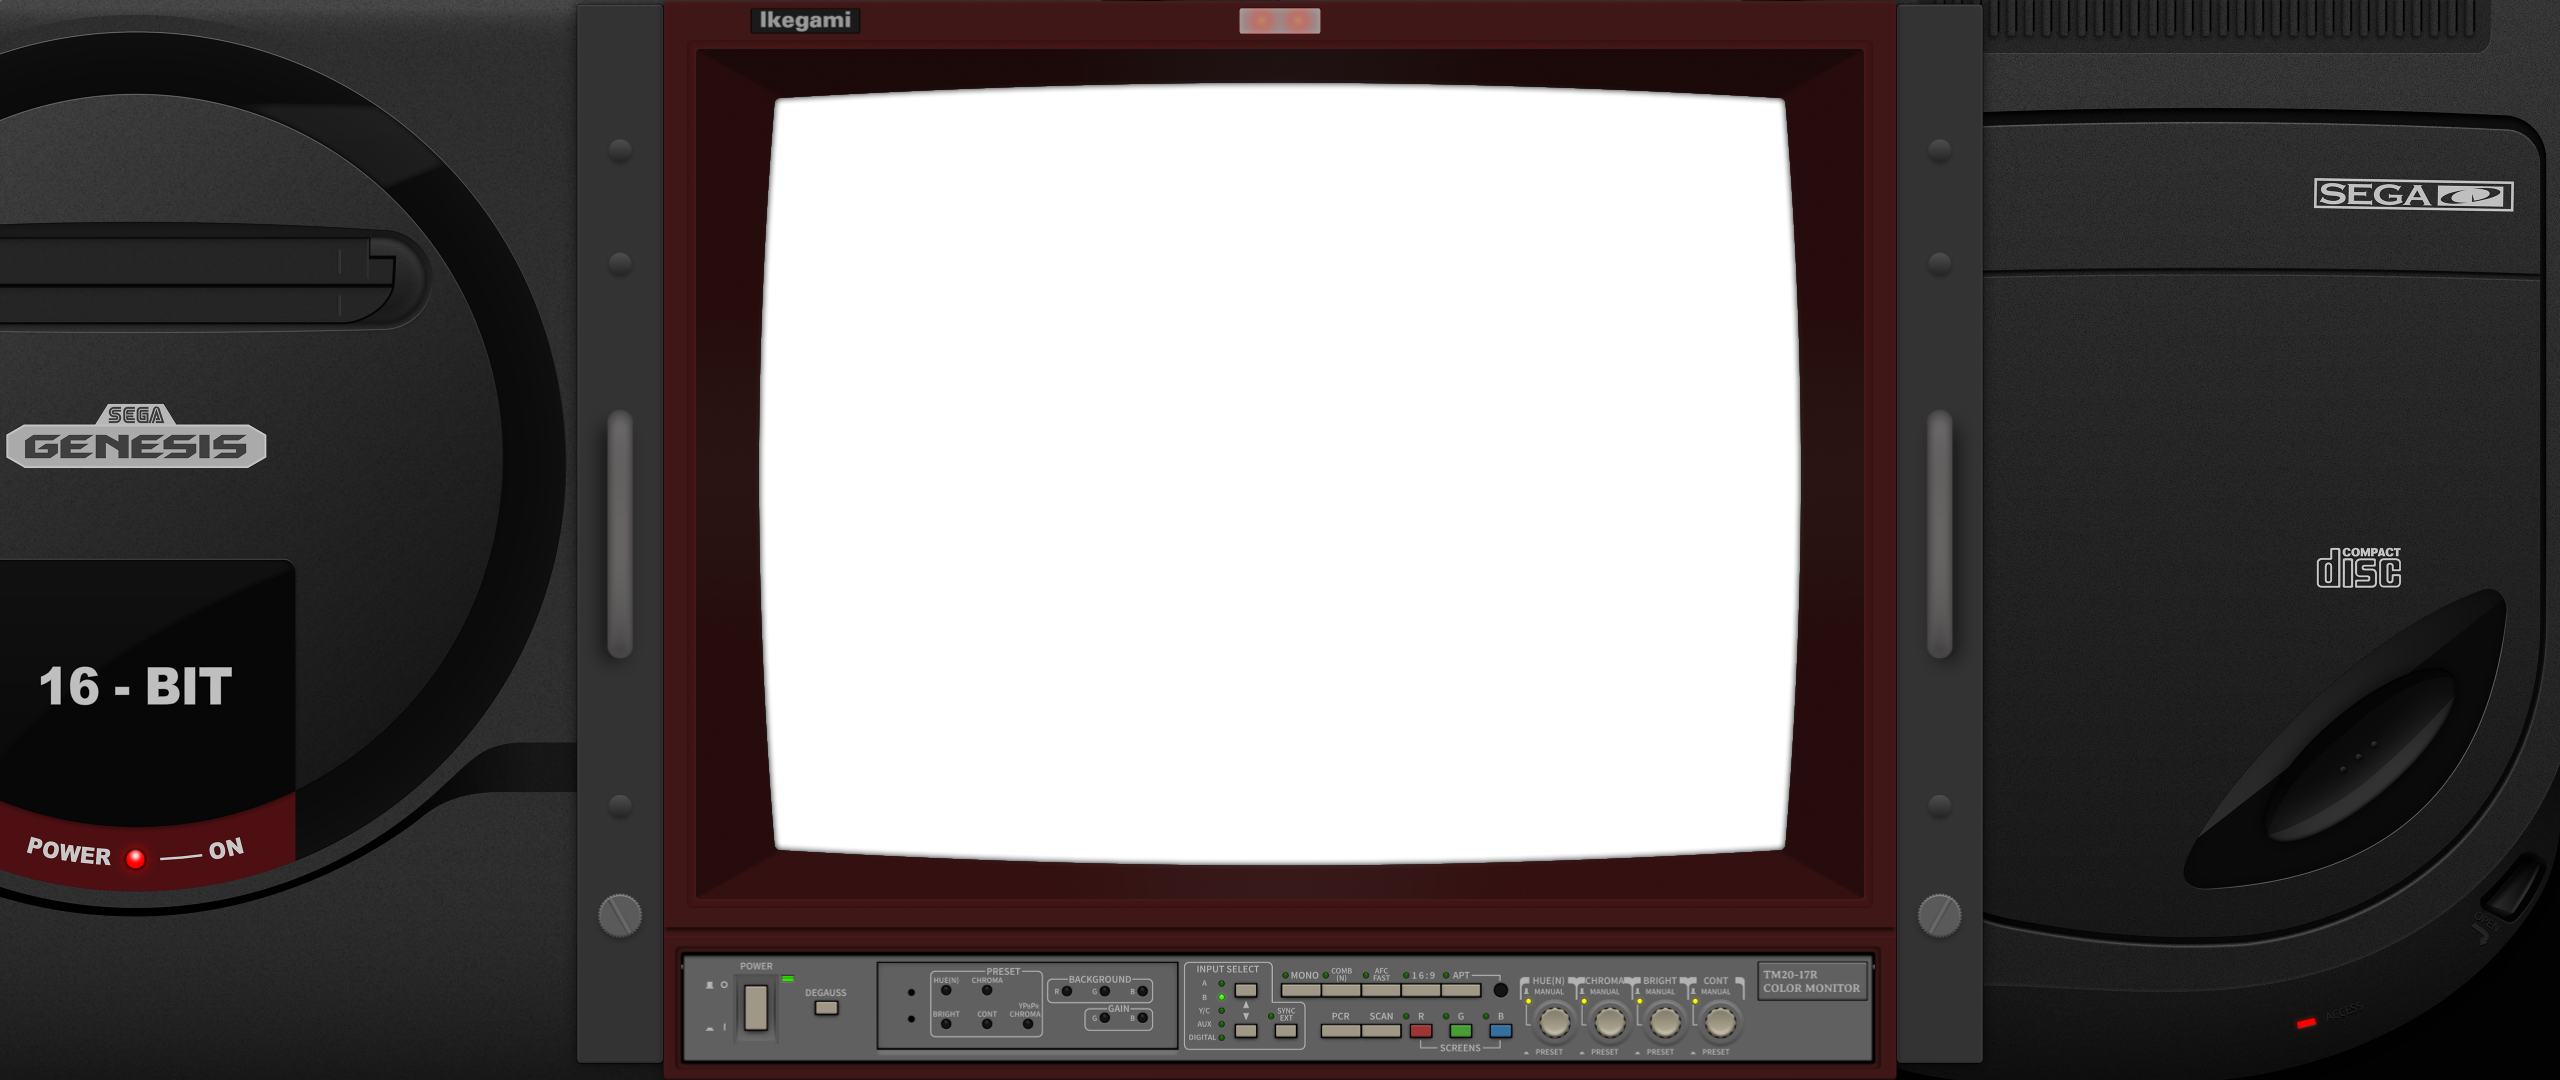 Ikegami
SEGA
SEGA
GENESIS
COMPACT
disc
16 - BIT
POWER — ON
OPEN
ACCESS
POWER
DEGAUSS
PRESET
HUE(N) CHROMA
YPBPR
BRIGHT CONT CHROMA
BACKGROUND
R G B
GAIN
G B
INPUT SELECT
A
B
Y/C
AUX
DIGITAL
SYNC
EXT
MONO COMB (N) AFC FAST 16:9 APT
PCR SCAN R G B
SCREENS
HUE(N) CHROMA BRIGHT CONT
MANUAL MANUAL MANUAL MANUAL
PRESET PRESET PRESET PRESET
TM20-17R
COLOR MONITOR